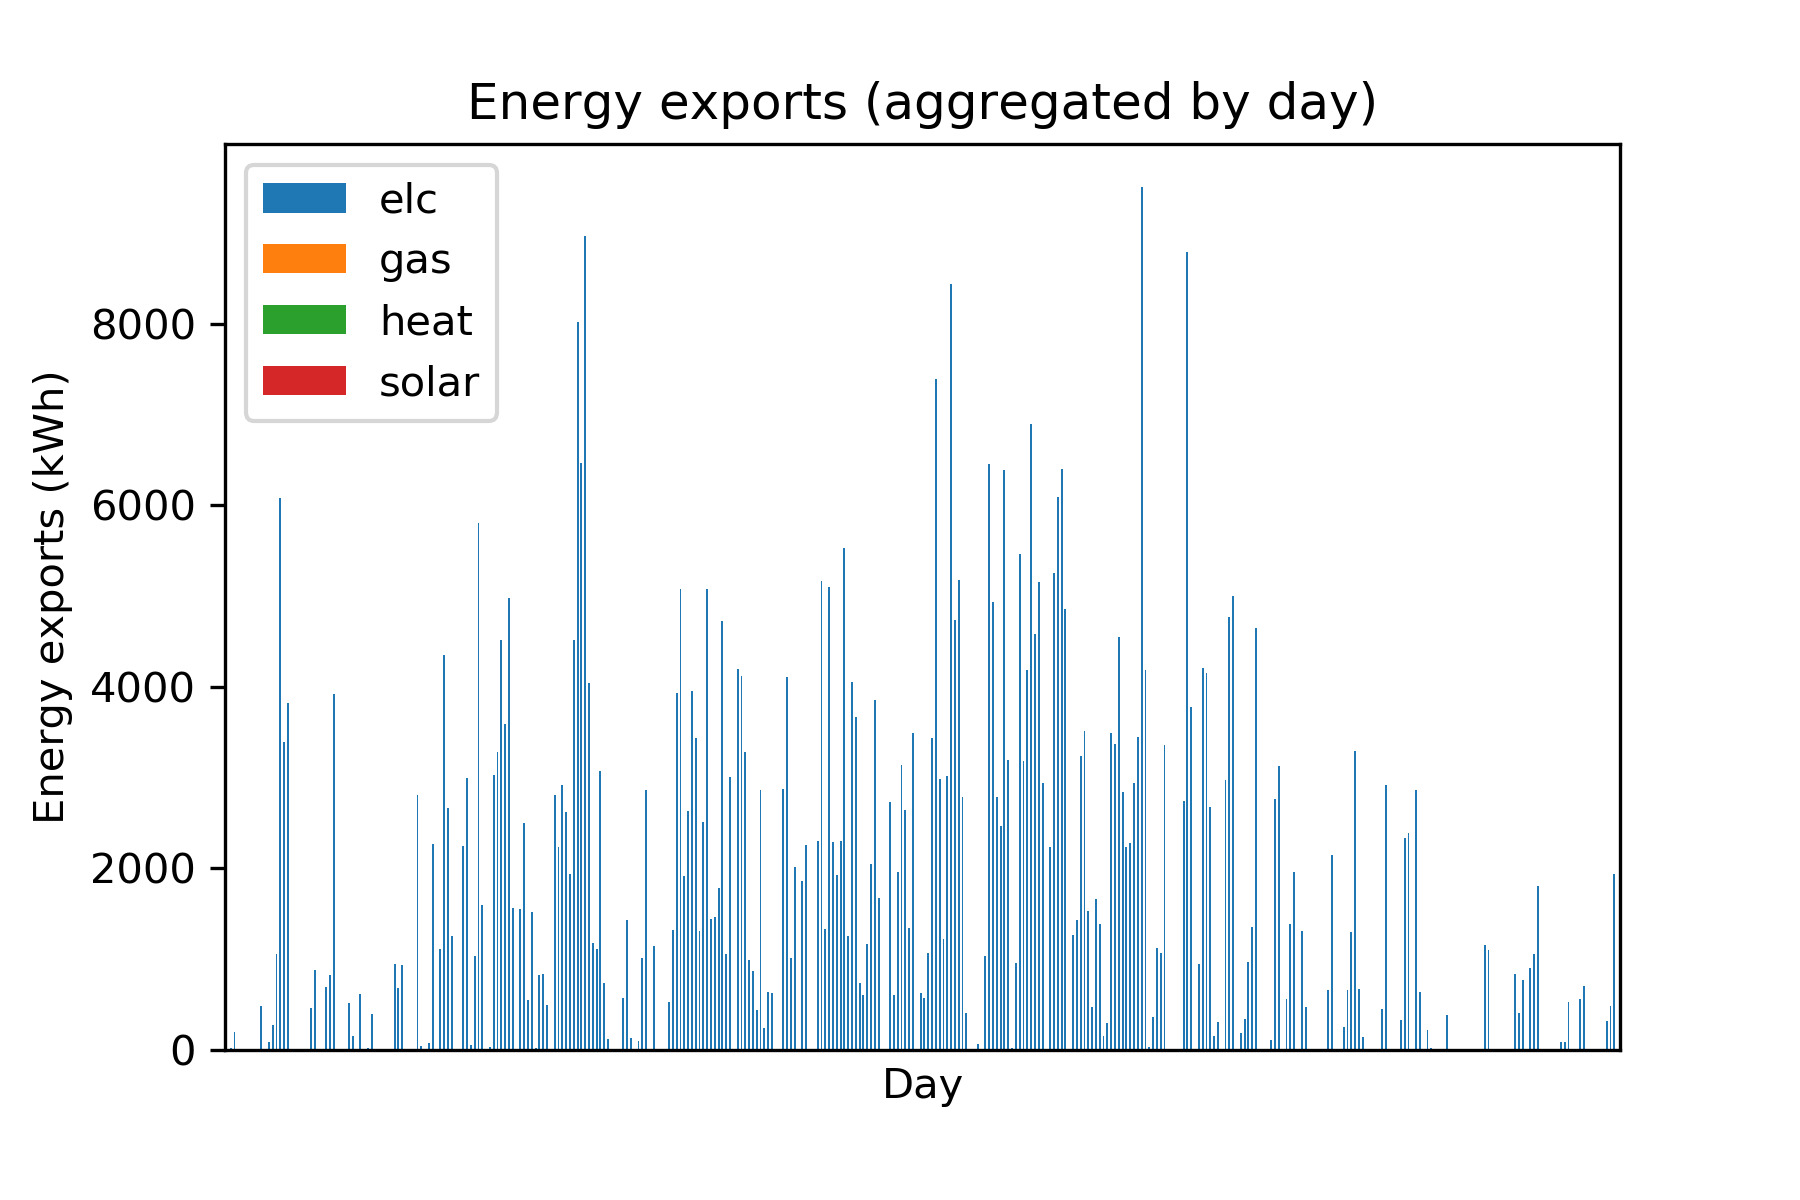 Energy exports (aggregated by day)
elc
gas
heat
solar
8000
6000
4000
2000
0
Energy exports (kWh)
Day